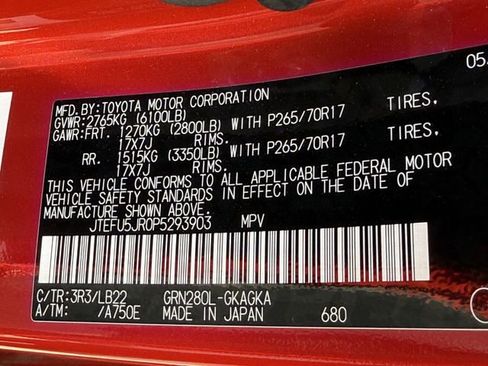 MFD.BY:TOYOTA MOTOR CORPORATION 05
GVWR:2765KG (6100LB)
GAWR:FRT. 1270KG (2800LB) WITH P265/70R17 TIRES,
17X7J RIMS.
RR. 1515KG (3350LB) WITH P265/70R17 TIRES,
17X7J RIMS.
THIS VEHICLE CONFORMS TO ALL APPLICABLE FEDERAL MOTOR
VEHICLE SAFETY STANDARDS IN EFFECT ON THE DATE OF
MANUFACTURE SHOWN ABOVE.
JTEFU5JR0P5293903 MPV
C/TR:3R3/LB22 GRN280L-GKAGKA
A/TM: /A750E MADE IN JAPAN 680